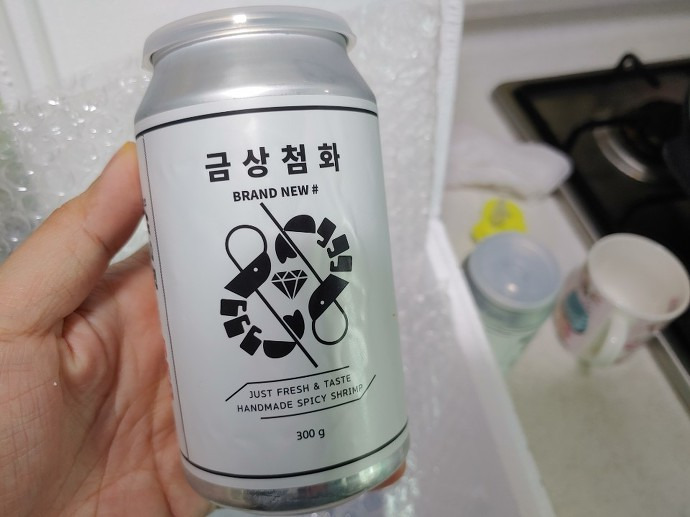 금상첨화
BRAND NEW #
JUST FRESH & TASTE
HANDMADE SPICY SHRIMP
300 g